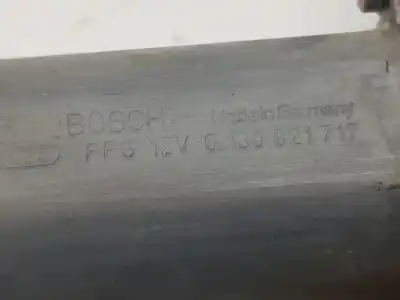 BOSCH Made in Germany
FPG 12V 0 130 821 717